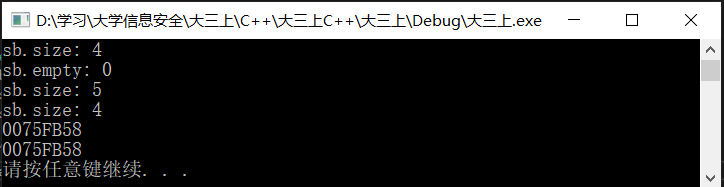 D:\学习\大学信息安全\大三上\C++\大三上C++\大三上\Debug\大三上.exe
sb.size: 4
sb.empty: 0
sb.size: 5
sb.size: 4
0075FB58
0075FB58
请按任意键继续. . .